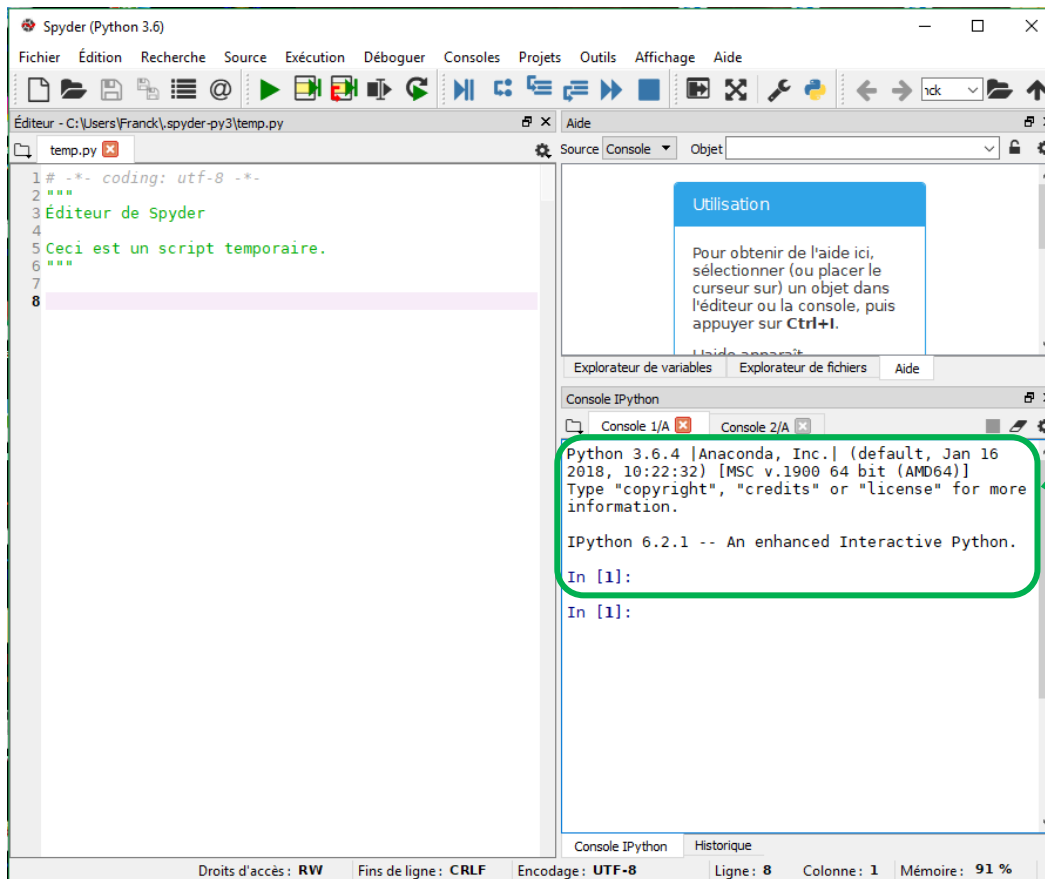 Spyder (Python 3.6)
Fichier Édition Recherche Source Exécution Déboguer Consoles Projets Outils Affichage Aide
Éditeur - C:\Users\Franck\.spyder-py3\temp.py
temp.py
1 # -*- coding: utf-8 -*-
2 """
3 Éditeur de Spyder
4
5 Ceci est un script temporaire.
6 """
7
8
Aide
Source Console Objet
Utilisation
Pour obtenir de l'aide ici,
sélectionner (ou placer le
curseur sur) un objet dans
l'éditeur ou la console, puis
appuyer sur Ctrl+I.
Explorateur de variables Explorateur de fichiers Aide
Console IPython
Console 1/A Console 2/A
Python 3.6.4 |Anaconda, Inc.| (default, Jan 16
2018, 10:22:32) [MSC v.1900 64 bit (AMD64)]
Type "copyright", "credits" or "license" for more
information.
IPython 6.2.1 -- An enhanced Interactive Python.
In [1]:
In [1]:
Console IPython Historique
Droits d'accès : RW Fins de ligne : CRLF Encodage : UTF-8 Ligne : 8 Colonne : 1 Mémoire : 91 %